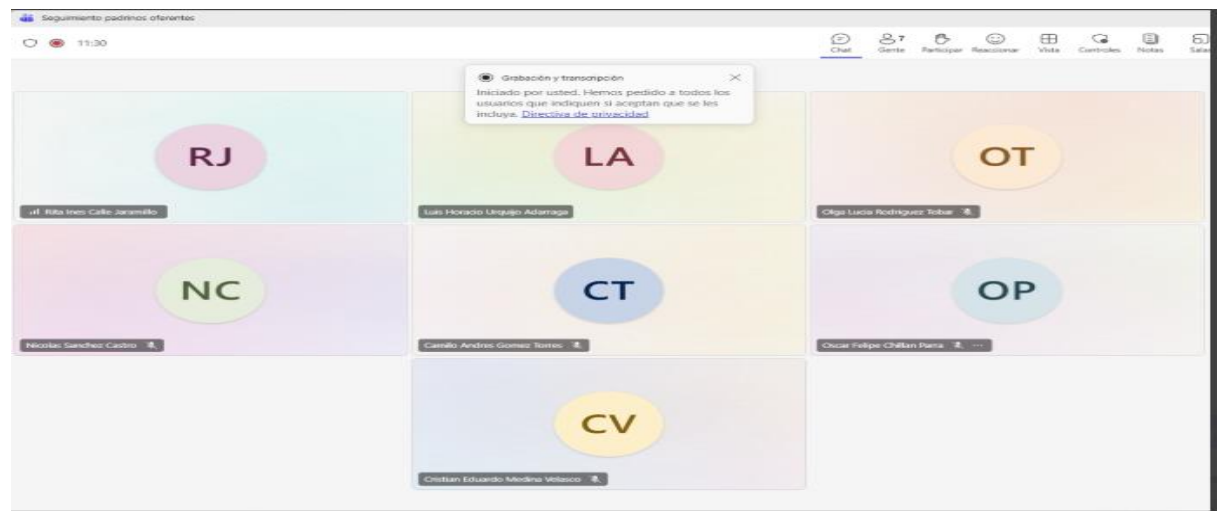 Seguimiento padrinos oferentes
11:30
7
Chat Gente Participar Reaccionar Vista Controles Notas Salas
Grabación y transcripción
Iniciado por usted. Hemos pedido a todos los
usuarios que indiquen si aceptan que se les
incluya. Directiva de privacidad
RJ LA OT
Rita Ines Calle Jaramillo Luis Horacio Urquijo Adarraga Olga Lucia Rodriguez Tobar
NC CT OP
Nicolas Sanchez Castro Camilo Andres Gomez Torres Oscar Felipe Chillan Parra
CV
Cristian Eduardo Medina Velasco